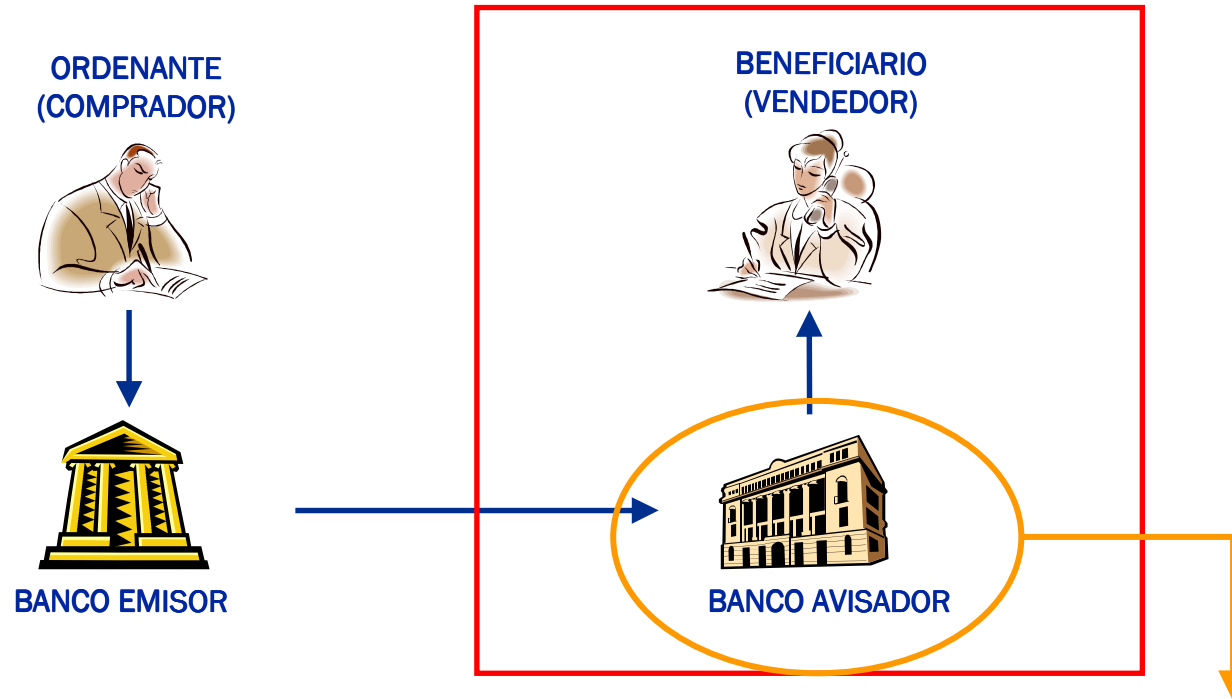 ORDENANTE
(COMPRADOR)
BENEFICIARIO
(VENDEDOR)
BANCO EMISOR
BANCO AVISADOR